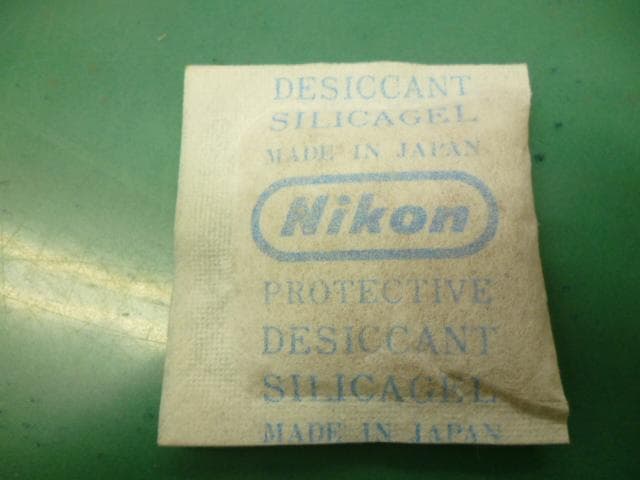 DESICCANT
SILICAGEL
MADE IN JAPAN
Nikon
PROTECTIVE
DESICCANT
SILICAGEL
MADE IN JAPAN